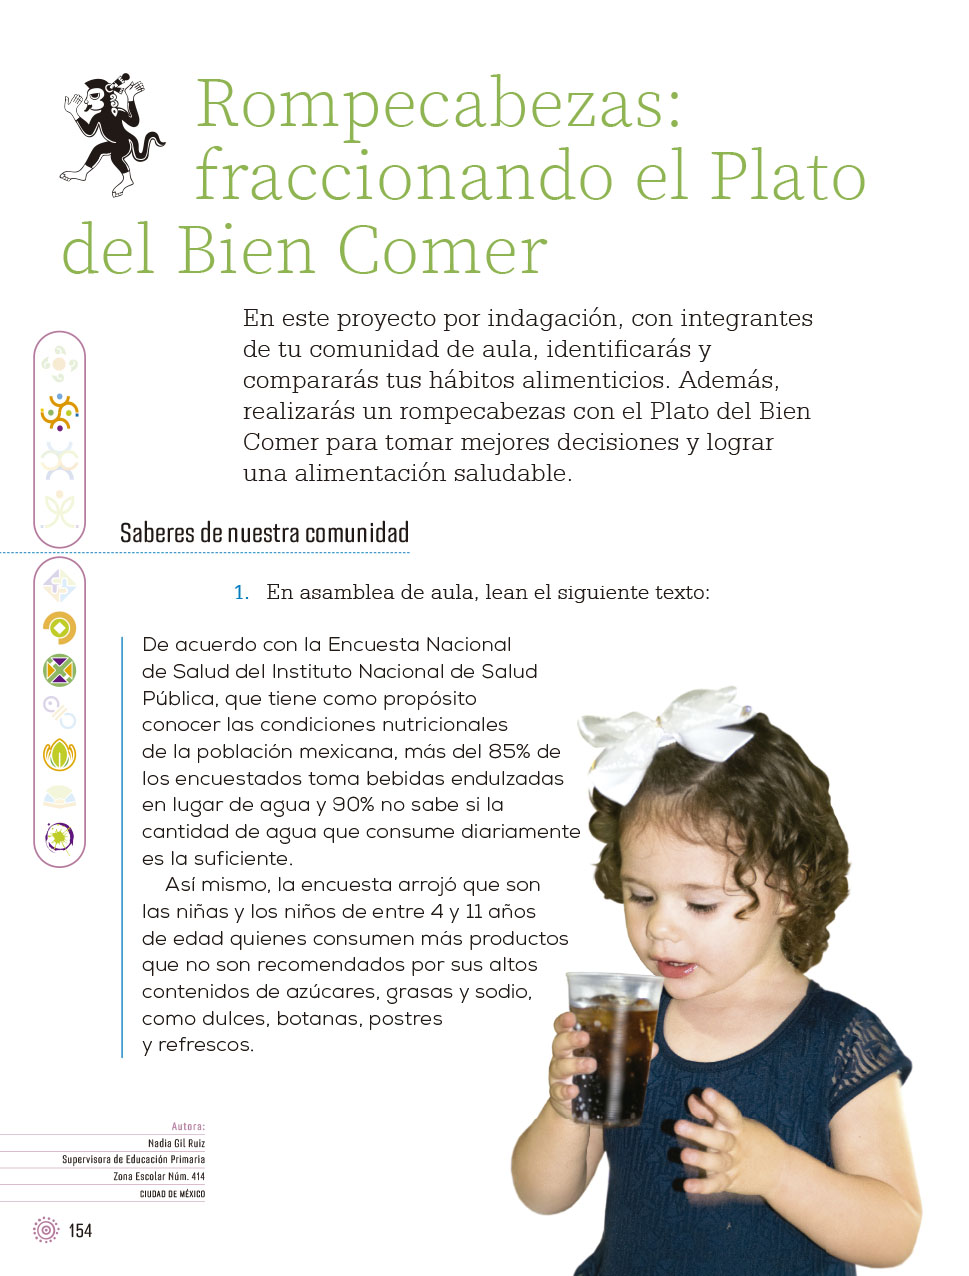 Rompecabezas:
fraccionando el Plato
del Bien Comer
En este proyecto por indagación, con integrantes
de tu comunidad de aula, identificarás y
compararás tus hábitos alimenticios. Además,
realizarás un rompecabezas con el Plato del Bien
Comer para tomar mejores decisiones y lograr
una alimentación saludable.
Saberes de nuestra comunidad
1. En asamblea de aula, lean el siguiente texto:
De acuerdo con la Encuesta Nacional
de Salud del Instituto Nacional de Salud
Pública, que tiene como propósito
conocer las condiciones nutricionales
de la población mexicana, más del 85% de
los encuestados toma bebidas endulzadas
en lugar de agua y 90% no sabe si la
cantidad de agua que consume diariamente
es la suficiente.
Así mismo, la encuesta arrojó que son
las niñas y los niños de entre 4 y 11 años
de edad quienes consumen más productos
que no son recomendados por sus altos
contenidos de azúcares, grasas y sodio,
como dulces, botanas, postres
y refrescos.
Autora:
Nadia Gil Ruiz
Supervisora de Educación Primaria
Zona Escolar Núm. 414
CIUDAD DE MÉXICO
154